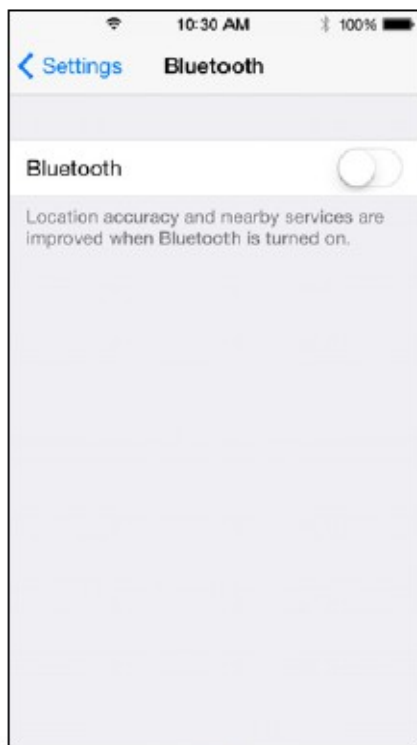 10:30 AM 100%
Settings Bluetooth
Bluetooth
Location accuracy and nearby services are
improved when Bluetooth is turned on.